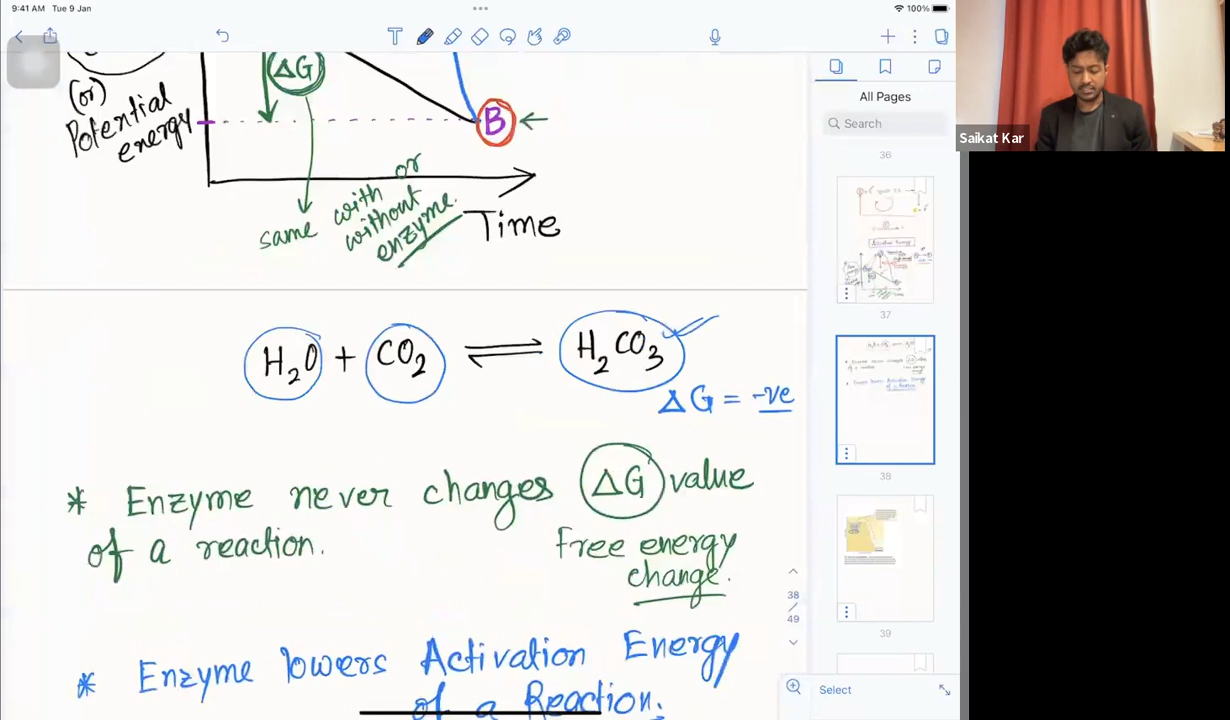 9:41 AM Tue 9 Jan
100%
All Pages
Search
Saikat Kar
36
37
38
39
ΔG
(or)
Potential
energy
B
same with or
without
enzyme.
Time
H₂O + CO₂ ⇌ H₂CO₃
ΔG = -ve
* Enzyme never changes ΔG value
of a reaction.
free energy
change.
* Enzyme lowers Activation Energy
of a Reaction.
38
/
49
Select